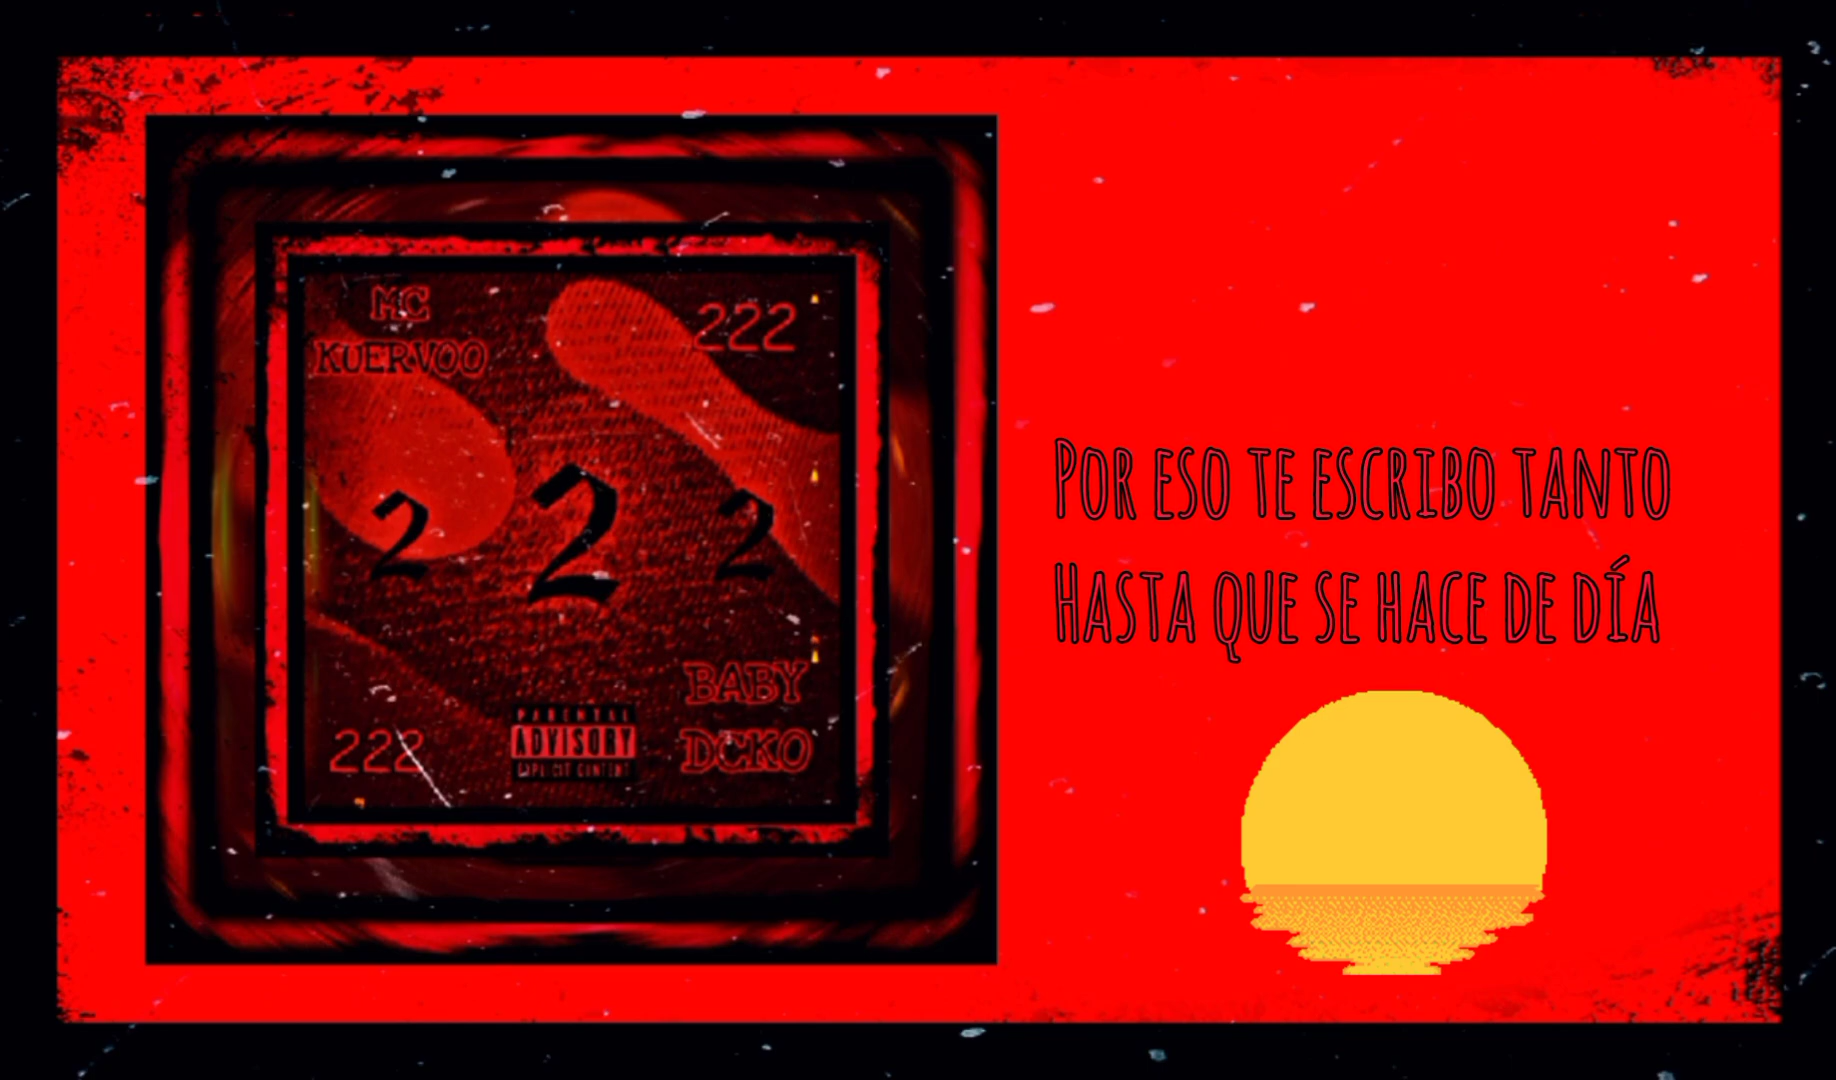 MC
KUERVOO
222
2 2 2
BABY
DCKO
222
PARENTAL
ADVISORY
EXPLICIT CONTENT
Por eso te escribo tanto
Hasta que se hace de día